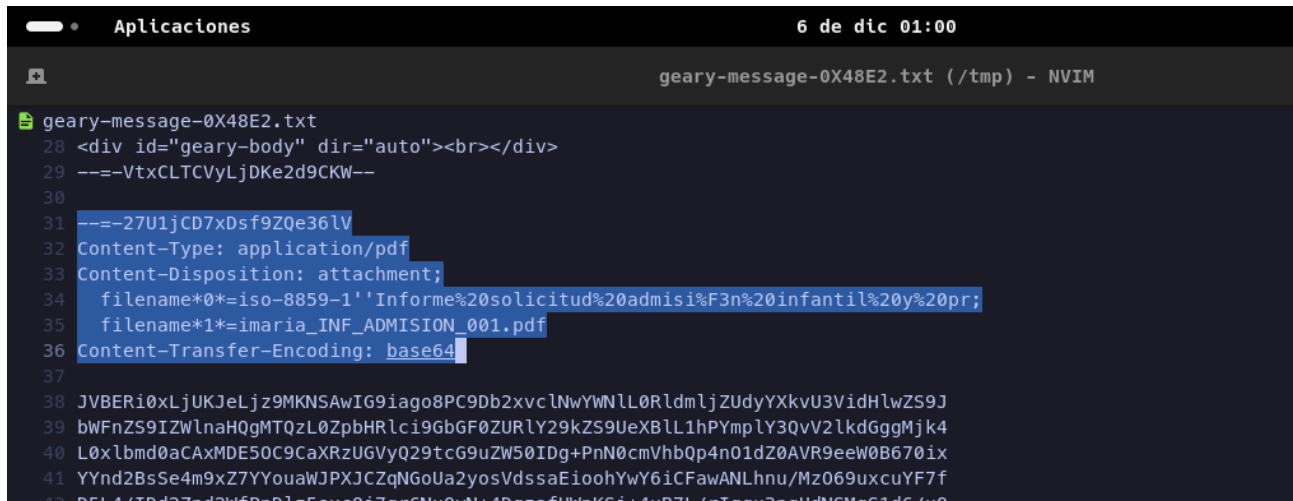 Aplicaciones
6 de dic 01:00
geary-message-0X48E2.txt (/tmp) - NVIM
geary-message-0X48E2.txt
28 <div id="geary-body" dir="auto"><br></div>
29 --=-VtxCLTCVyLjDKe2d9CKW--
30
31 --=-27U1jCD7xDsf9ZQe36lV
32 Content-Type: application/pdf
33 Content-Disposition: attachment;
34   filename*0*=iso-8859-1''Informe%20solicitud%20admisi%F3n%20infantil%20y%20pr;
35   filename*1*=imaria_INF_ADMISION_001.pdf
36 Content-Transfer-Encoding: base64
37
38 JVBERi0xLjUKJeLjz9MKNSAwIG9iago8PC9Db2xvclNwYWNlL0RldmljZUdyYXkvU3VidHlwZS9J
39 bWFnZS9IZWlnaHQgMTQzL0ZpbHRlci9GbGF0ZURlY29kZS9UeXBlL1hPYmplY3QvV2lkdGggMjk4
40 L0xlbmd0aCAxMDE5OC9CaXRzUGVyQ29tcG9uZW50IDg+PnN0cmVhbQp4nO1dZ0AVR9eeW0B670ix
41 YYnd2BsSe4m9xZ7YYouaWJPXJCZqNGoUa2yosVdssaEioohYwY6iCFawANLhnu/MzO69uxcuYF7f